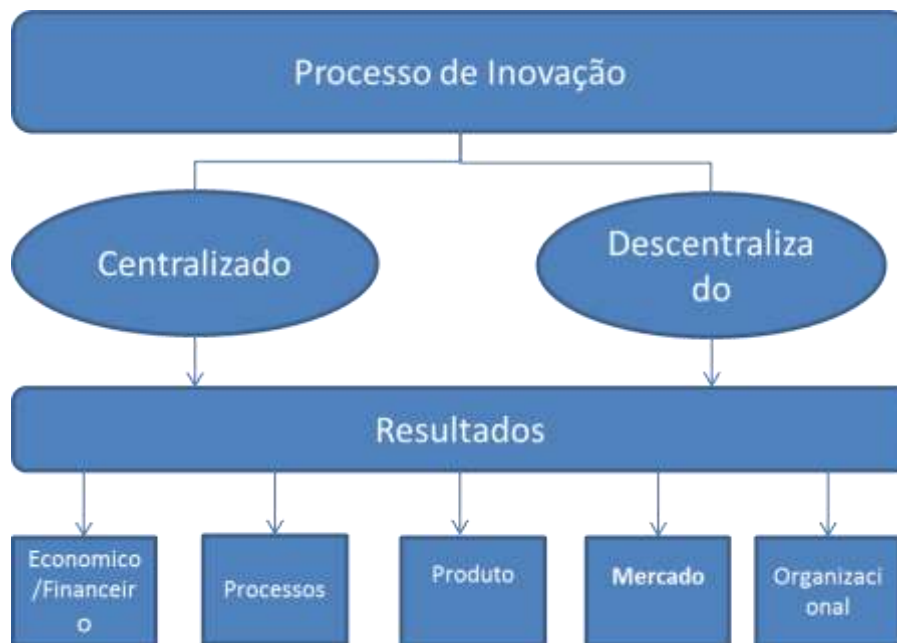 Processo de Inovação
Centralizado
Descentraliza
do
Resultados
Economico
/Financeir
o
Processos
Produto
Mercado
Organizaci
onal